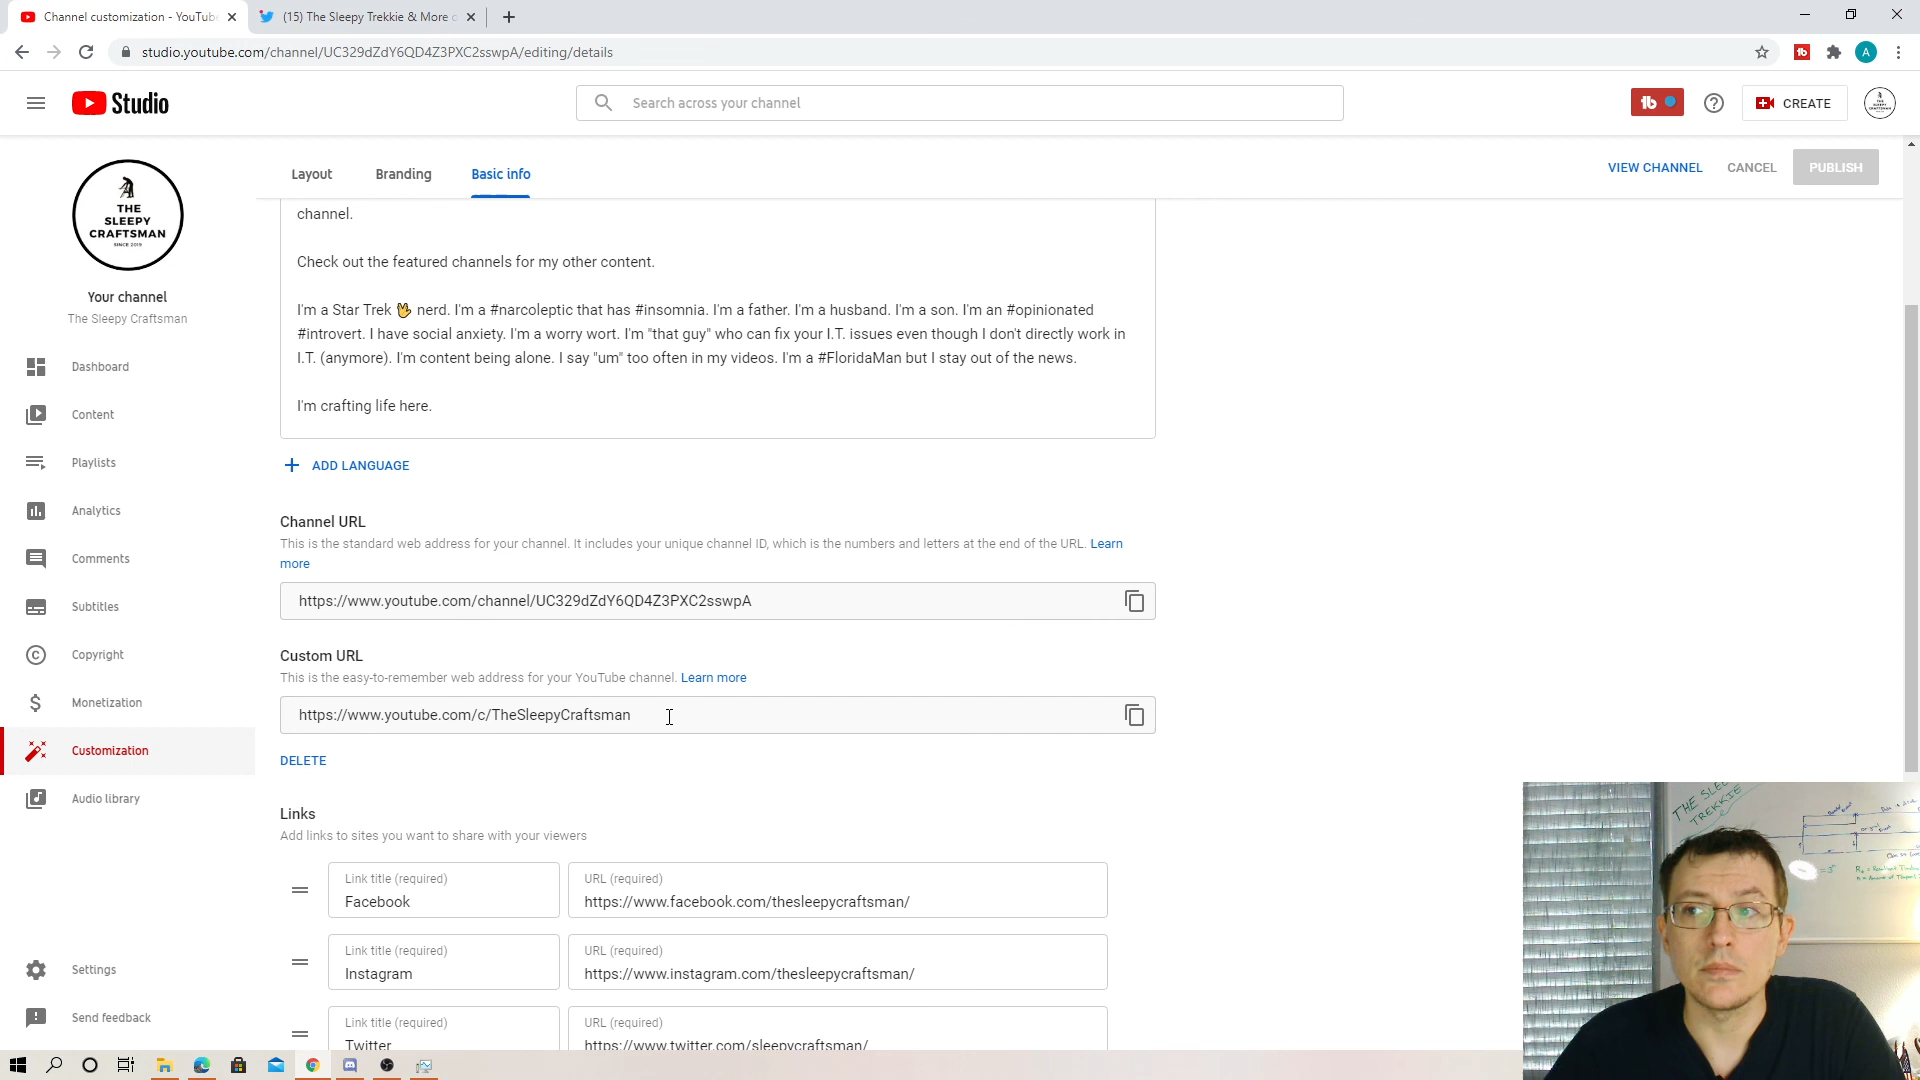 Channel customization - YouTube
(15) The Sleepy Trekkie & More o
studio.youtube.com/channel/UC329dZdY6QD4Z3PXC2sswpA/editing/details
A
Studio
Search across your channel
CREATE
THE
SLEEPY
CRAFTSMAN
SINCE 2019
Your channel
The Sleepy Craftsman
Dashboard
Content
Playlists
Analytics
Comments
Subtitles
Copyright
Monetization
Customization
Audio library
Settings
Send feedback
Layout
Branding
Basic info
VIEW CHANNEL
CANCEL
PUBLISH
channel.
Check out the featured channels for my other content.
I'm a Star Trek 🖖 nerd. I'm a #narcoleptic that has #insomnia. I'm a father. I'm a husband. I'm a son. I'm an #opinionated
#introvert. I have social anxiety. I'm a worry wort. I'm "that guy" who can fix your I.T. issues even though I don't directly work in
I.T. (anymore). I'm content being alone. I say "um" too often in my videos. I'm a #FloridaMan but I stay out of the news.
I'm crafting life here.
ADD LANGUAGE
Channel URL
This is the standard web address for your channel. It includes your unique channel ID, which is the numbers and letters at the end of the URL. Learn
more
https://www.youtube.com/channel/UC329dZdY6QD4Z3PXC2sswpA
Custom URL
This is the easy-to-remember web address for your YouTube channel. Learn more
https://www.youtube.com/c/TheSleepyCraftsman
DELETE
Links
Add links to sites you want to share with your viewers
Link title (required)
Facebook
URL (required)
https://www.facebook.com/thesleepycraftsman/
Link title (required)
Instagram
URL (required)
https://www.instagram.com/thesleepycraftsman/
Link title (required)
Twitter
URL (required)
https://www.twitter.com/sleepycraftsman/
THE SLEE
TREKKIE